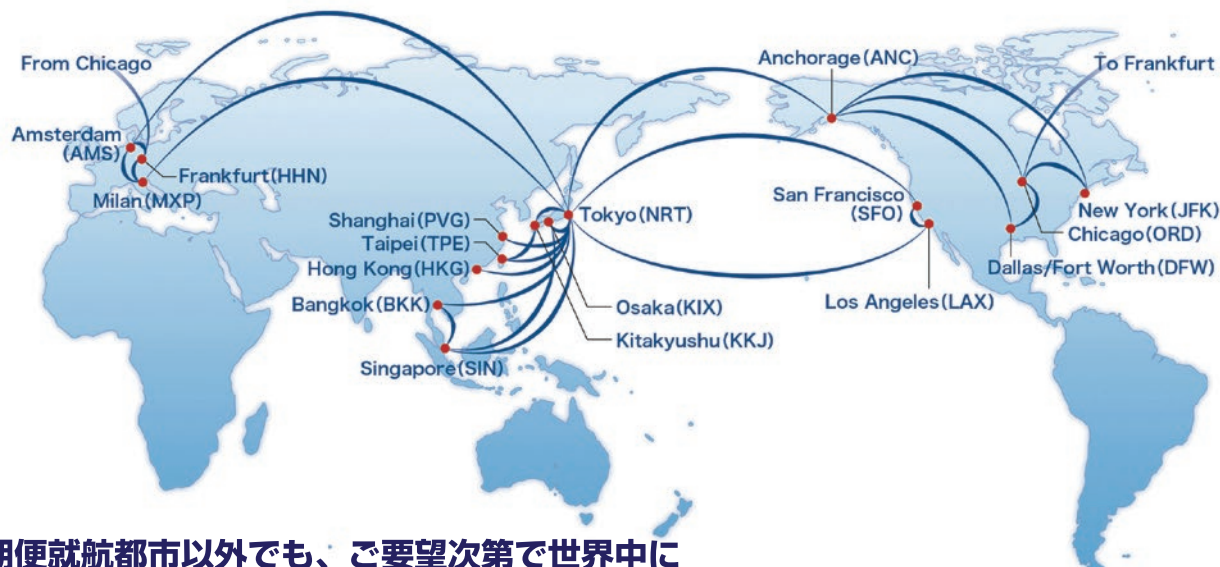 From Chicago
Anchorage(ANC)
To Frankfurt
Amsterdam
(AMS)
Frankfurt(HHN)
Milan(MXP)
San Francisco
(SFO)
New York(JFK)
Chicago(ORD)
Shanghai(PVG)
Tokyo(NRT)
Taipei(TPE)
Hong Kong(HKG)
Dallas/Fort Worth(DFW)
Bangkok(BKK)
Osaka(KIX)
Los Angeles(LAX)
Kitakyushu(KKJ)
Singapore(SIN)
期便就航都市以外でも、ご要望次第で世界中に